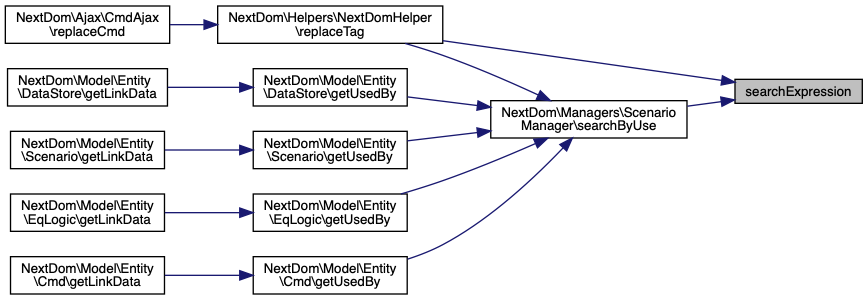 NextDom\Ajax\CmdAjax
\replaceCmd
NextDom\Helpers\NextDomHelper
\replaceTag
NextDom\Model\Entity
\DataStore\getLinkData
NextDom\Model\Entity
\DataStore\getUsedBy
searchExpression
NextDom\Managers\Scenario
Manager\searchByUse
NextDom\Model\Entity
\Scenario\getLinkData
NextDom\Model\Entity
\Scenario\getUsedBy
NextDom\Model\Entity
\EqLogic\getLinkData
NextDom\Model\Entity
\EqLogic\getUsedBy
NextDom\Model\Entity
\Cmd\getLinkData
NextDom\Model\Entity
\Cmd\getUsedBy